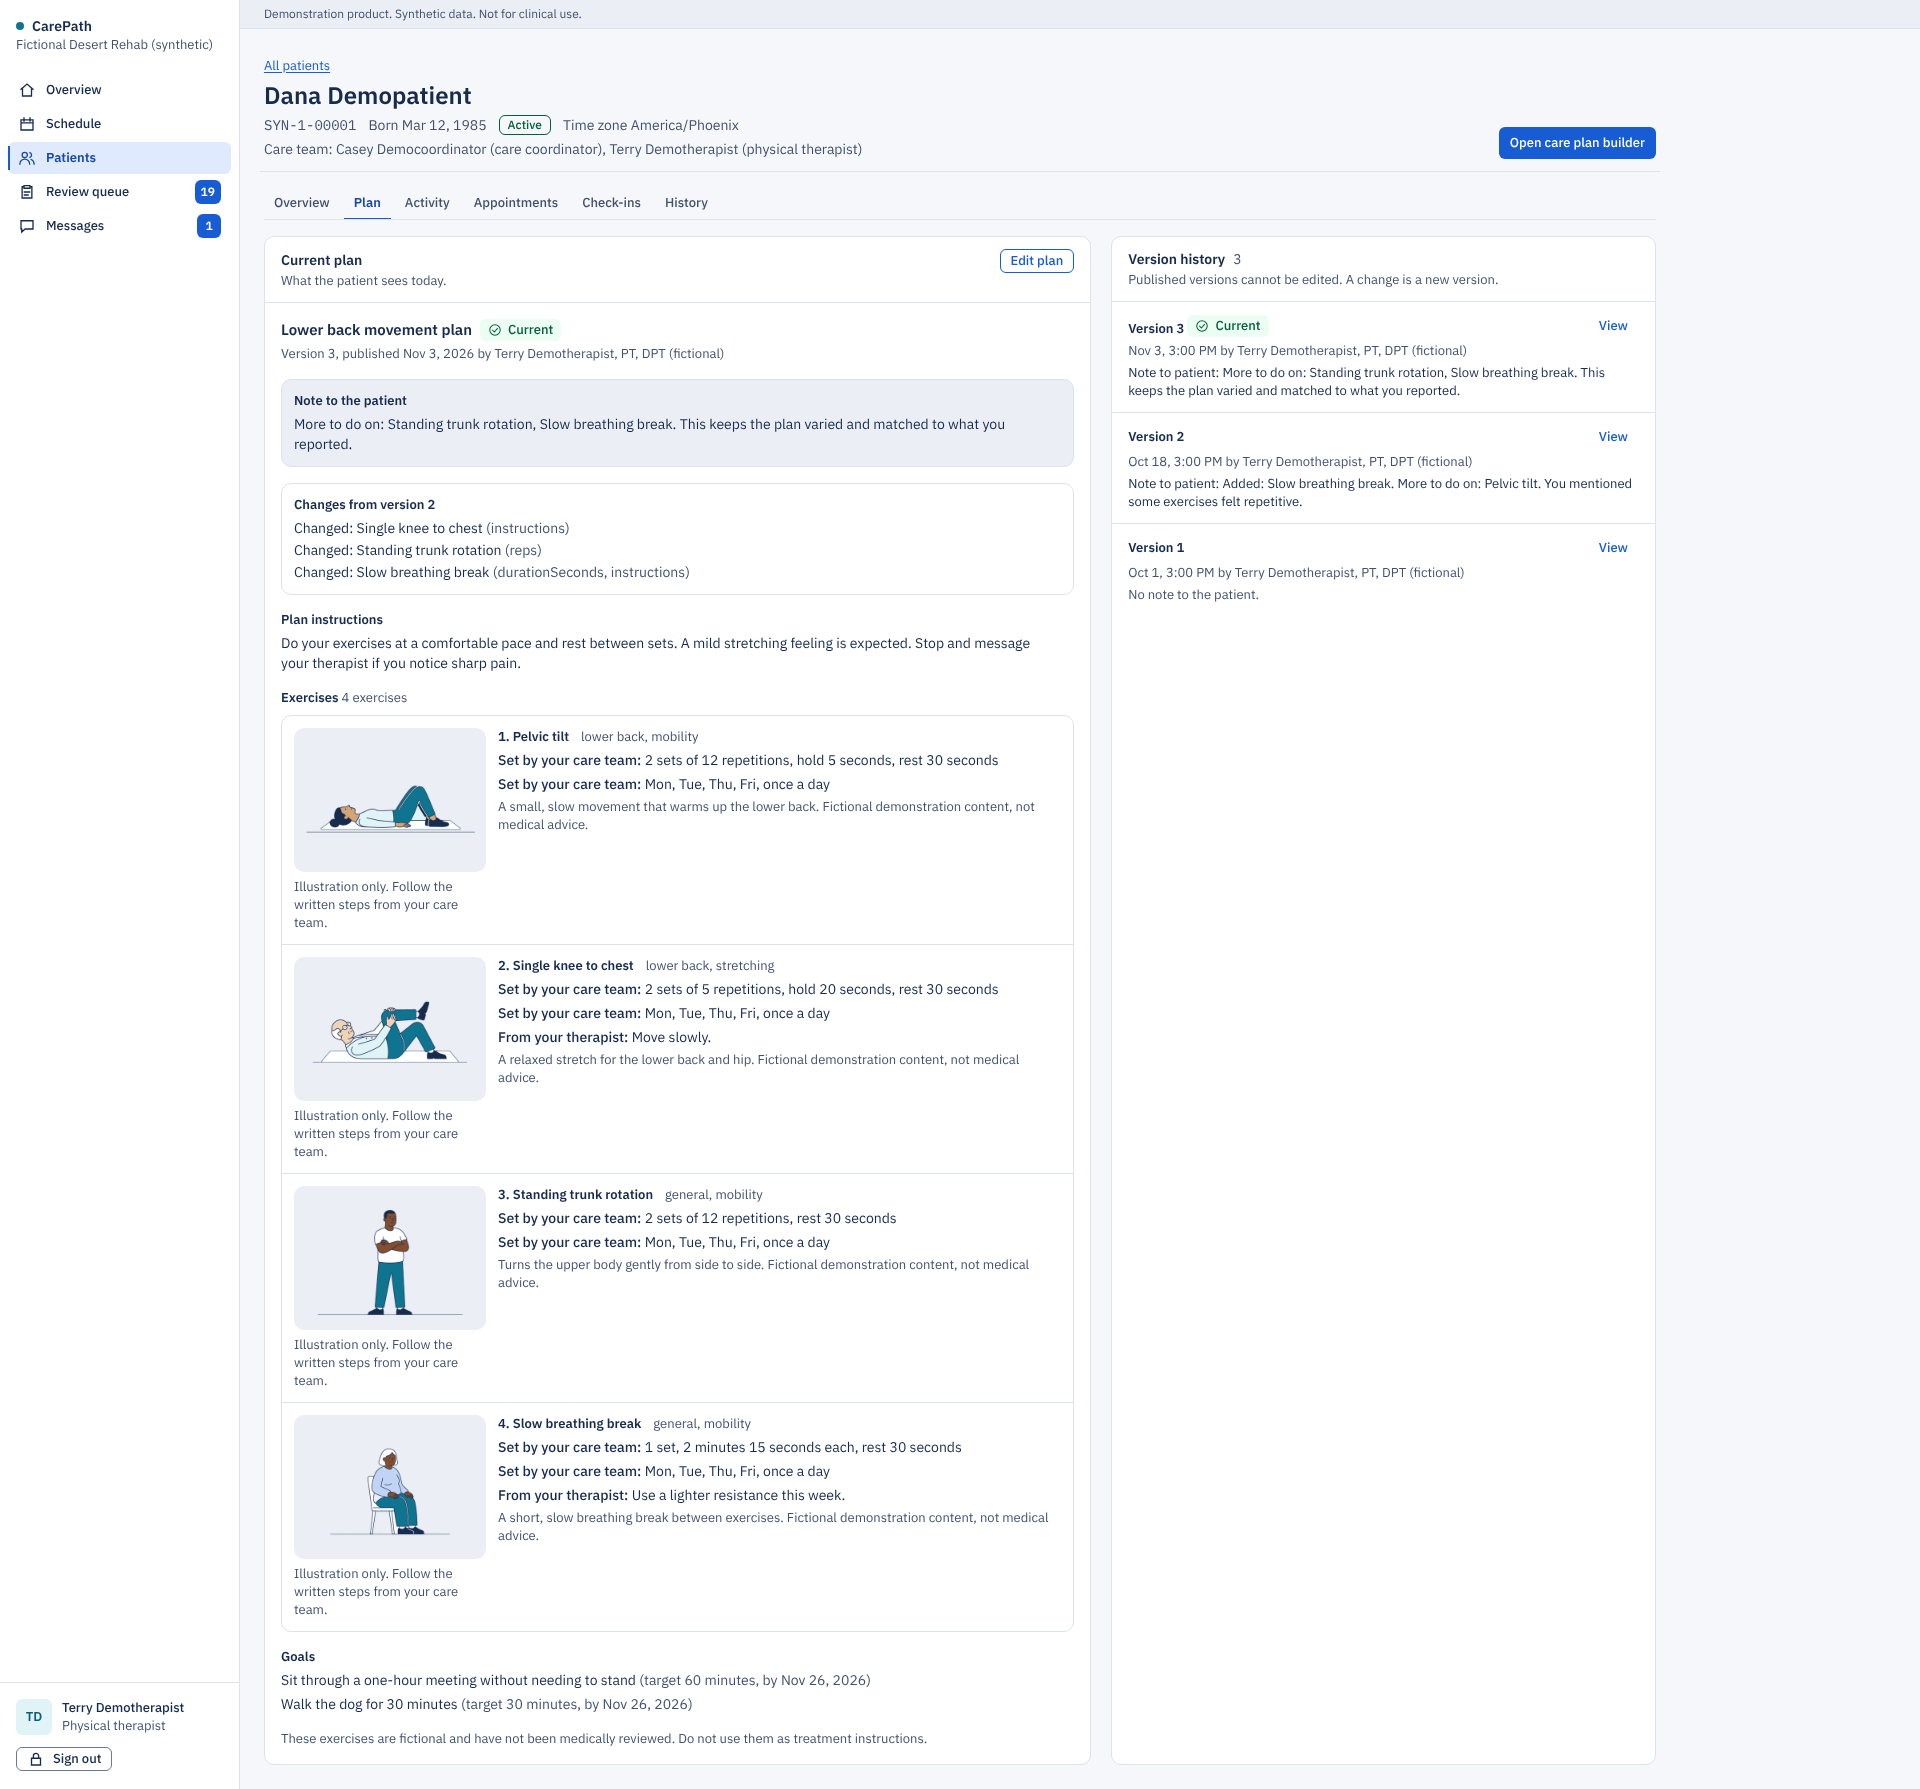 CarePath
Fictional Desert Rehab (synthetic)
Overview
Schedule
Patients
Review queue 19
Messages 1
Demonstration product. Synthetic data. Not for clinical use.
All patients
Dana Demopatient
SYN-1-00001 Born Mar 12, 1985 Active Time zone America/Phoenix
Care team: Casey Democoordinator (care coordinator), Terry Demotherapist (physical therapist)
Open care plan builder
Overview Plan Activity Appointments Check-ins History
Current plan
What the patient sees today.
Edit plan
Lower back movement plan Current
Version 3, published Nov 3, 2026 by Terry Demotherapist, PT, DPT (fictional)
Note to the patient
More to do on: Standing trunk rotation, Slow breathing break. This keeps the plan varied and matched to what you
reported.
Changes from version 2
Changed: Single knee to chest (instructions)
Changed: Standing trunk rotation (reps)
Changed: Slow breathing break (durationSeconds, instructions)
Plan instructions
Do your exercises at a comfortable pace and rest between sets. A mild stretching feeling is expected. Stop and message
your therapist if you notice sharp pain.
Exercises 4 exercises
1. Pelvic tilt lower back, mobility
Set by your care team: 2 sets of 12 repetitions, hold 5 seconds, rest 30 seconds
Set by your care team: Mon, Tue, Thu, Fri, once a day
A small, slow movement that warms up the lower back. Fictional demonstration content, not
medical advice.
Illustration only. Follow the
written steps from your care
team.
2. Single knee to chest lower back, stretching
Set by your care team: 2 sets of 5 repetitions, hold 20 seconds, rest 30 seconds
Set by your care team: Mon, Tue, Thu, Fri, once a day
From your therapist: Move slowly.
A relaxed stretch for the lower back and hip. Fictional demonstration content, not medical
advice.
Illustration only. Follow the
written steps from your care
team.
3. Standing trunk rotation general, mobility
Set by your care team: 2 sets of 12 repetitions, rest 30 seconds
Set by your care team: Mon, Tue, Thu, Fri, once a day
Turns the upper body gently from side to side. Fictional demonstration content, not medical
advice.
Illustration only. Follow the
written steps from your care
team.
4. Slow breathing break general, mobility
Set by your care team: 1 set, 2 minutes 15 seconds each, rest 30 seconds
Set by your care team: Mon, Tue, Thu, Fri, once a day
From your therapist: Use a lighter resistance this week.
A short, slow breathing break between exercises. Fictional demonstration content, not medical
advice.
Illustration only. Follow the
written steps from your care
team.
Goals
Sit through a one-hour meeting without needing to stand (target 60 minutes, by Nov 26, 2026)
Walk the dog for 30 minutes (target 30 minutes, by Nov 26, 2026)
These exercises are fictional and have not been medically reviewed. Do not use them as treatment instructions.
Version history 3
Published versions cannot be edited. A change is a new version.
Version 3 Current View
Nov 3, 3:00 PM by Terry Demotherapist, PT, DPT (fictional)
Note to patient: More to do on: Standing trunk rotation, Slow breathing break. This
keeps the plan varied and matched to what you reported.
Version 2 View
Oct 18, 3:00 PM by Terry Demotherapist, PT, DPT (fictional)
Note to patient: Added: Slow breathing break. More to do on: Pelvic tilt. You mentioned
some exercises felt repetitive.
Version 1 View
Oct 1, 3:00 PM by Terry Demotherapist, PT, DPT (fictional)
No note to the patient.
TD
Terry Demotherapist
Physical therapist
Sign out